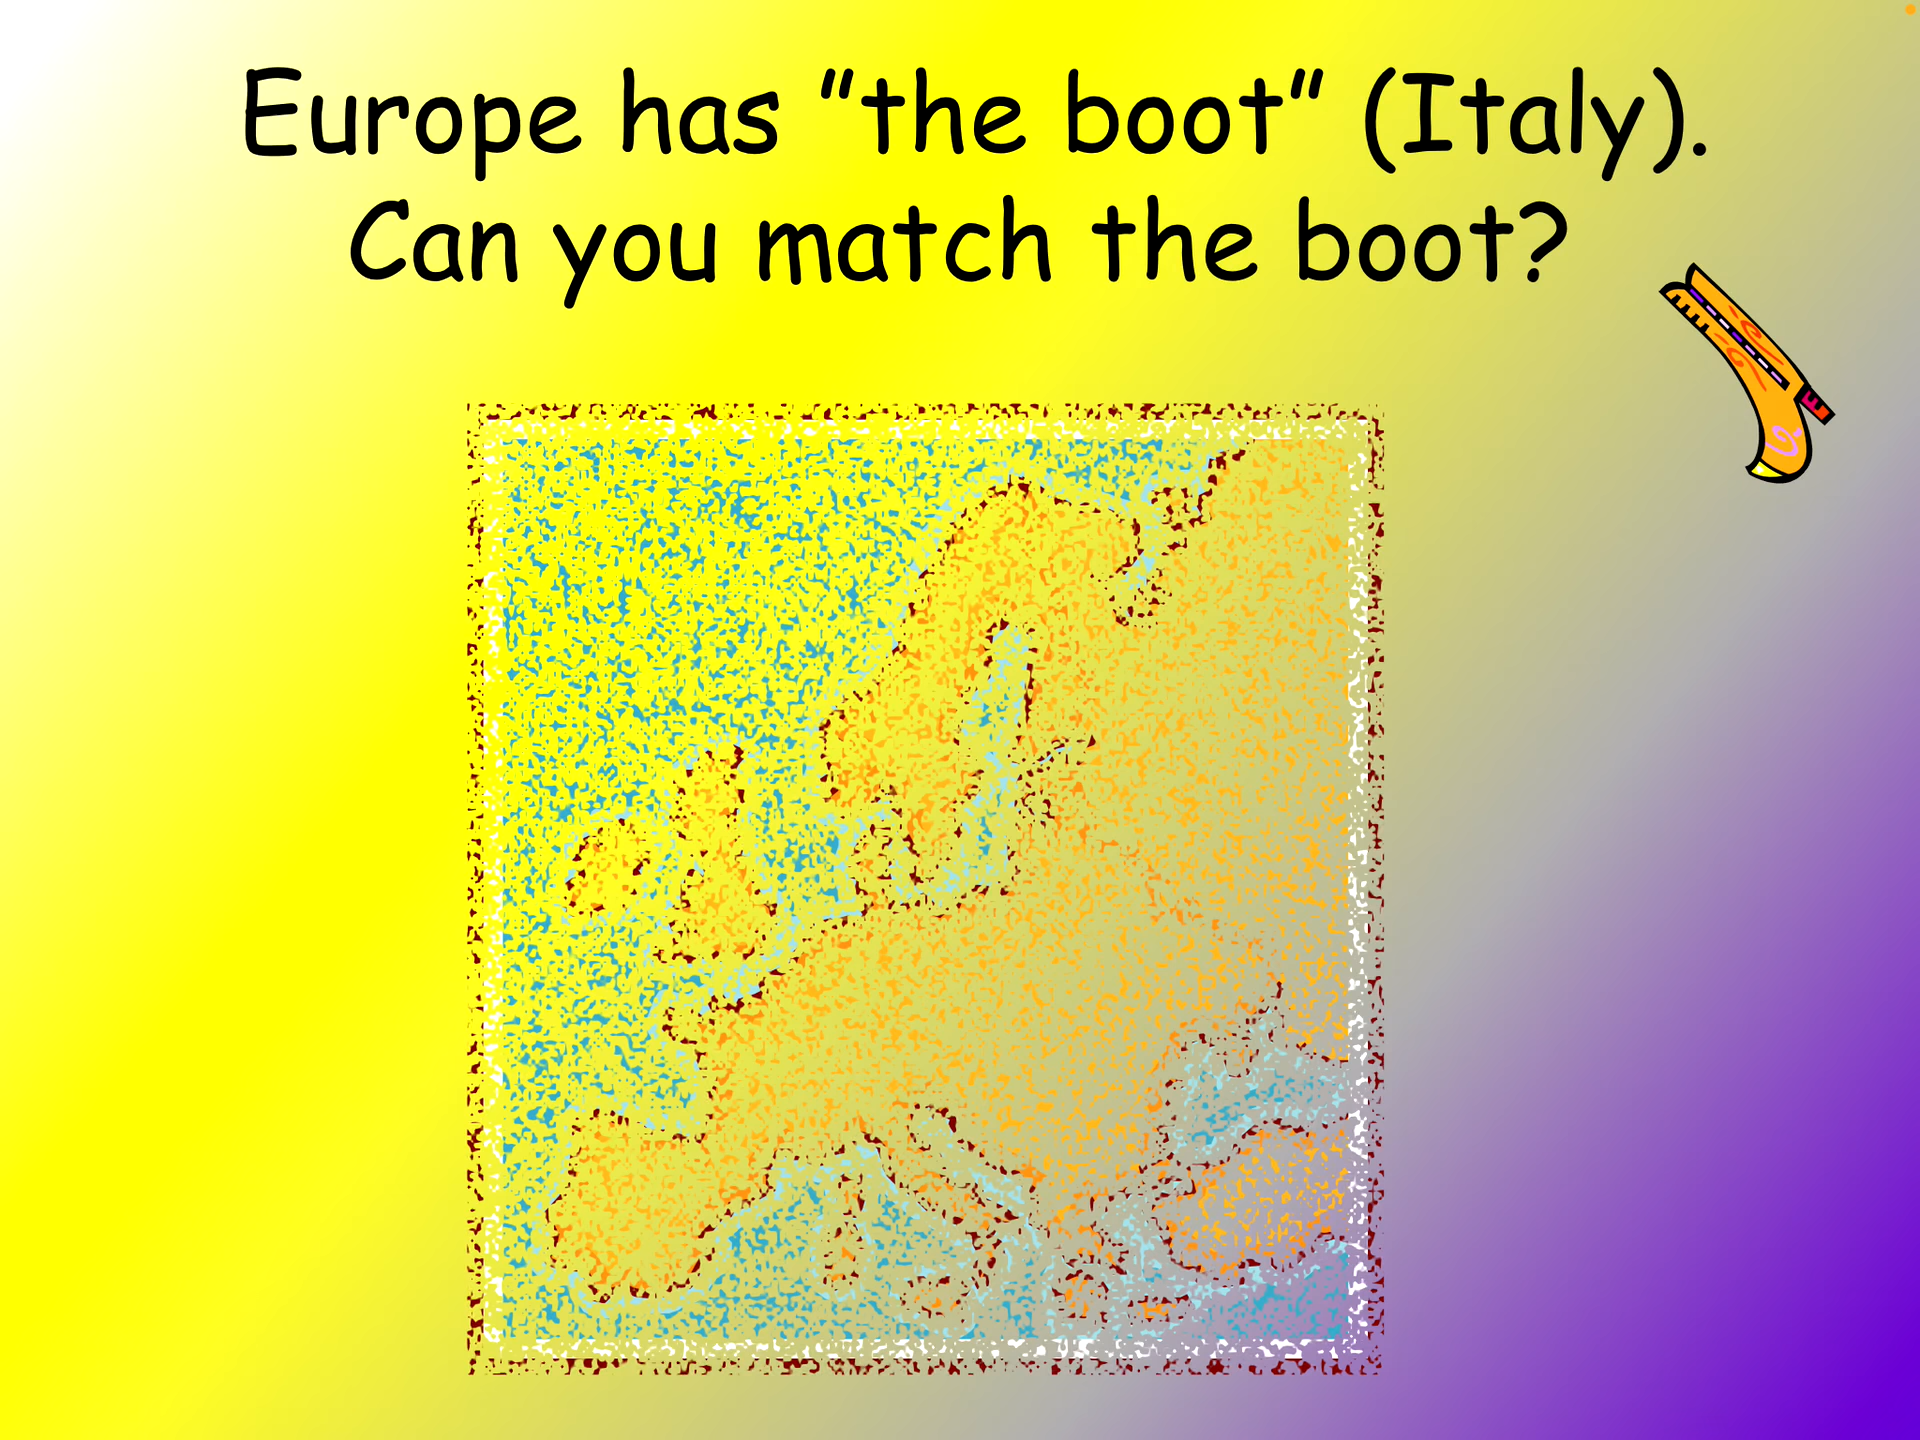 Europe has ”the boot” (Italy).
Can you match the boot?